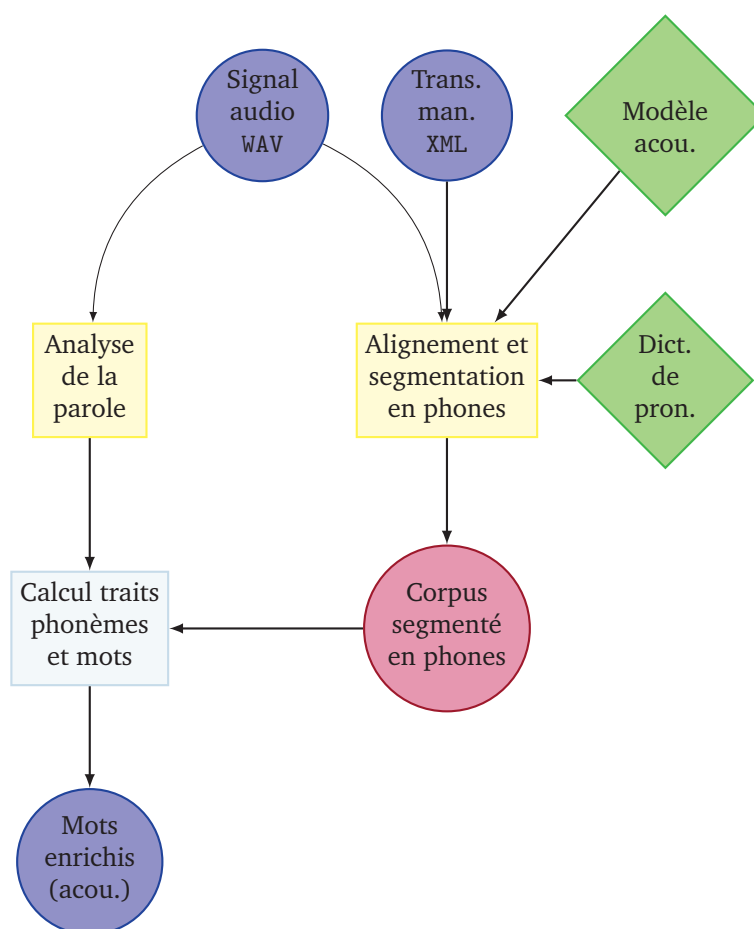 Signal
audio
WAV
Trans.
man.
XML
Modèle
acou.
Analyse
de la
parole
Alignement et
segmentation
en phones
Dict.
de
pron.
Calcul traits
phonèmes
et mots
Corpus
segmenté
en phones
Mots
enrichis
(acou.)